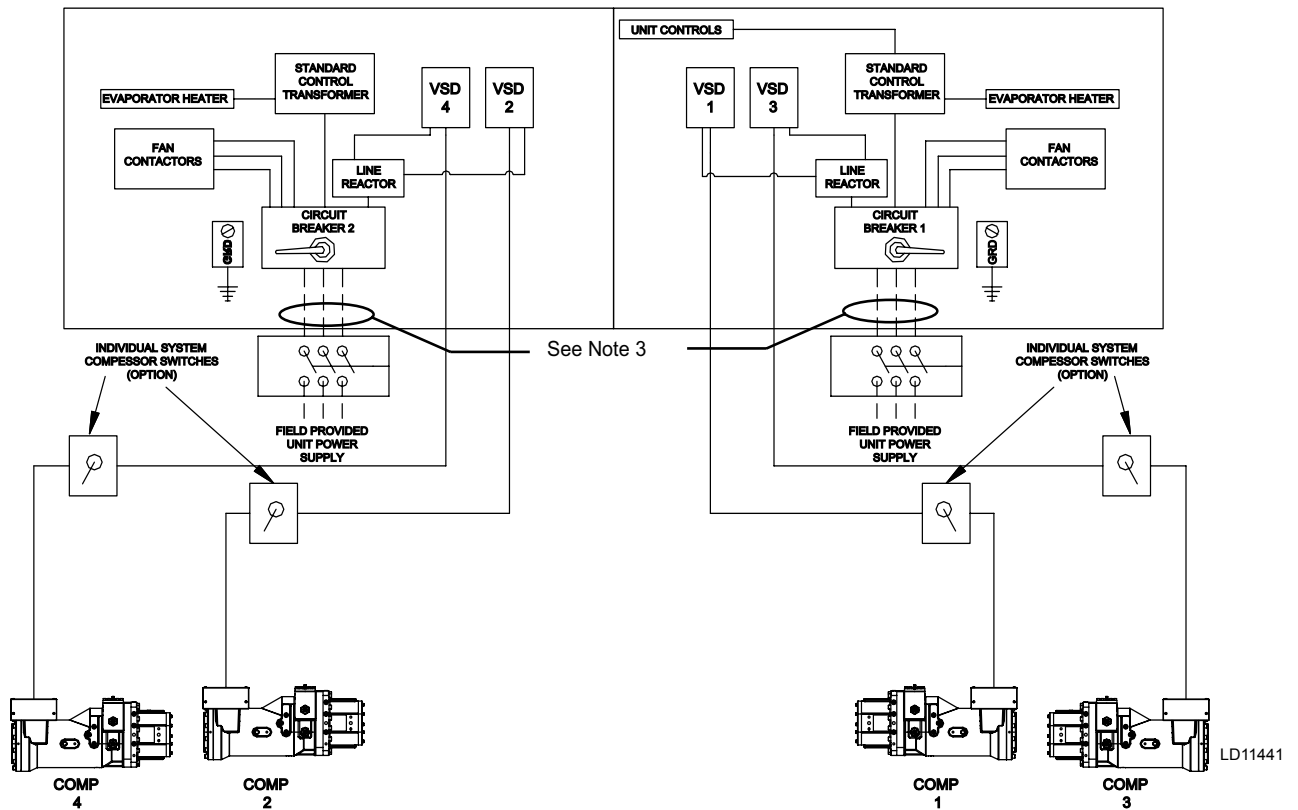 UNIT CONTROLS
STANDARD
CONTROL
TRANSFORMER
VSD
4
VSD
2
VSD
1
VSD
3
STANDARD
CONTROL
TRANSFORMER
EVAPORATOR HEATER
EVAPORATOR HEATER
FAN
CONTACTORS
LINE
REACTOR
LINE
REACTOR
FAN
CONTACTORS
CIRCUIT
BREAKER 2
CIRCUIT
BREAKER 1
GRD
GRD
See Note 3
INDIVIDUAL SYSTEM
COMPESSOR SWITCHES
(OPTION)
INDIVIDUAL SYSTEM
COMPESSOR SWITCHES
(OPTION)
FIELD PROVIDED
UNIT POWER
SUPPLY
FIELD PROVIDED
UNIT POWER
SUPPLY
LD11441
COMP
4
COMP
2
COMP
1
COMP
3